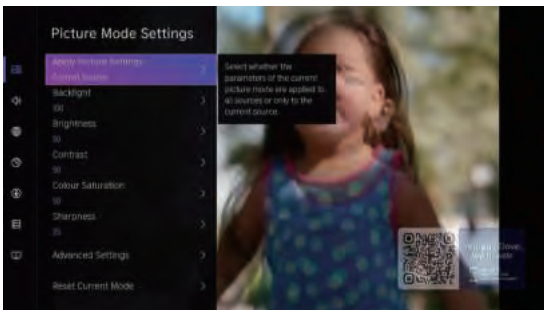 Picture Mode Settings
Apply Picture Settings
Current Source
Backlight
100
Brightness
50
Contrast
50
Colour Saturation
50
Sharpness
Advanced Settings
Reset Current Mode
Select whether the
parameters of the current
picture mode are applied to
all sources or only to the
current source.